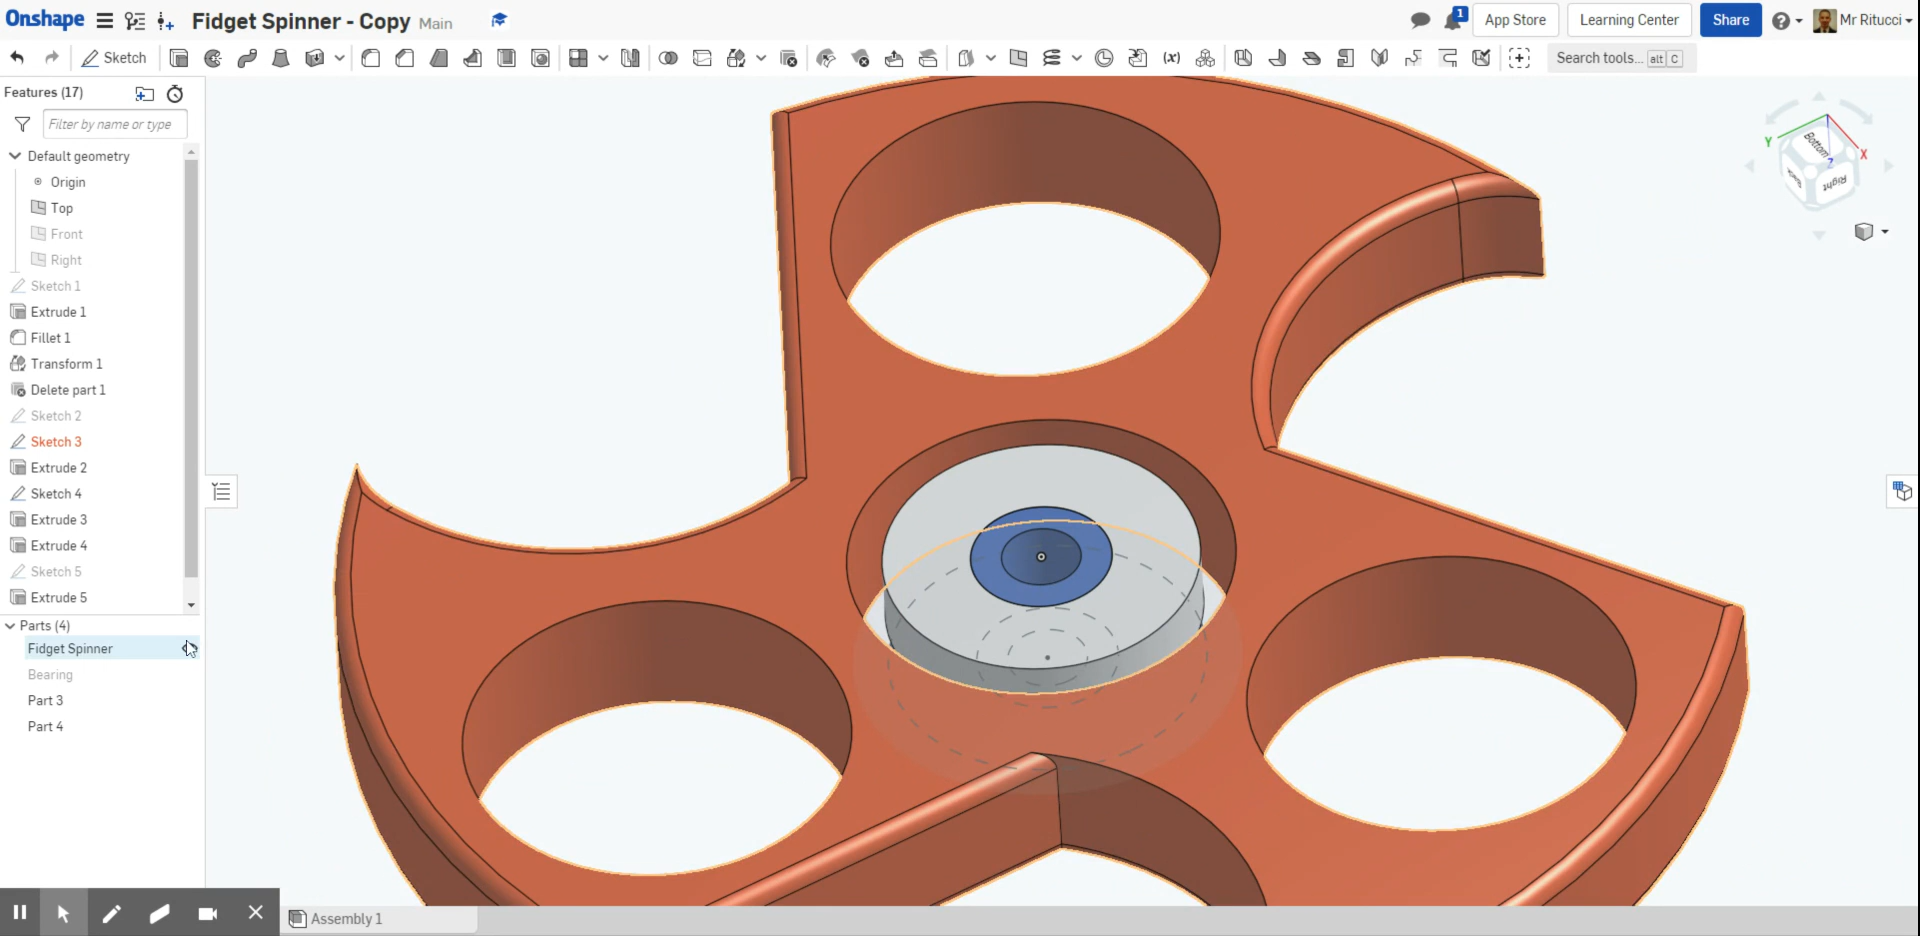 Onshape Fidget Spinner - Copy Main 1 App Store Learning Center Share Mr Ritucci
Sketch (x) Search tools... alt C
Features (17)
Filter by name or type
Default geometry
Origin
Top
Front
Right
Sketch 1
Extrude 1
Fillet 1
Transform 1
Delete part 1
Sketch 2
Sketch 3
Extrude 2
Sketch 4
Extrude 3
Extrude 4
Sketch 5
Extrude 5
Parts (4)
Fidget Spinner
Bearing
Part 3
Part 4
Y X Z
Bottom
Back Right
Assembly 1